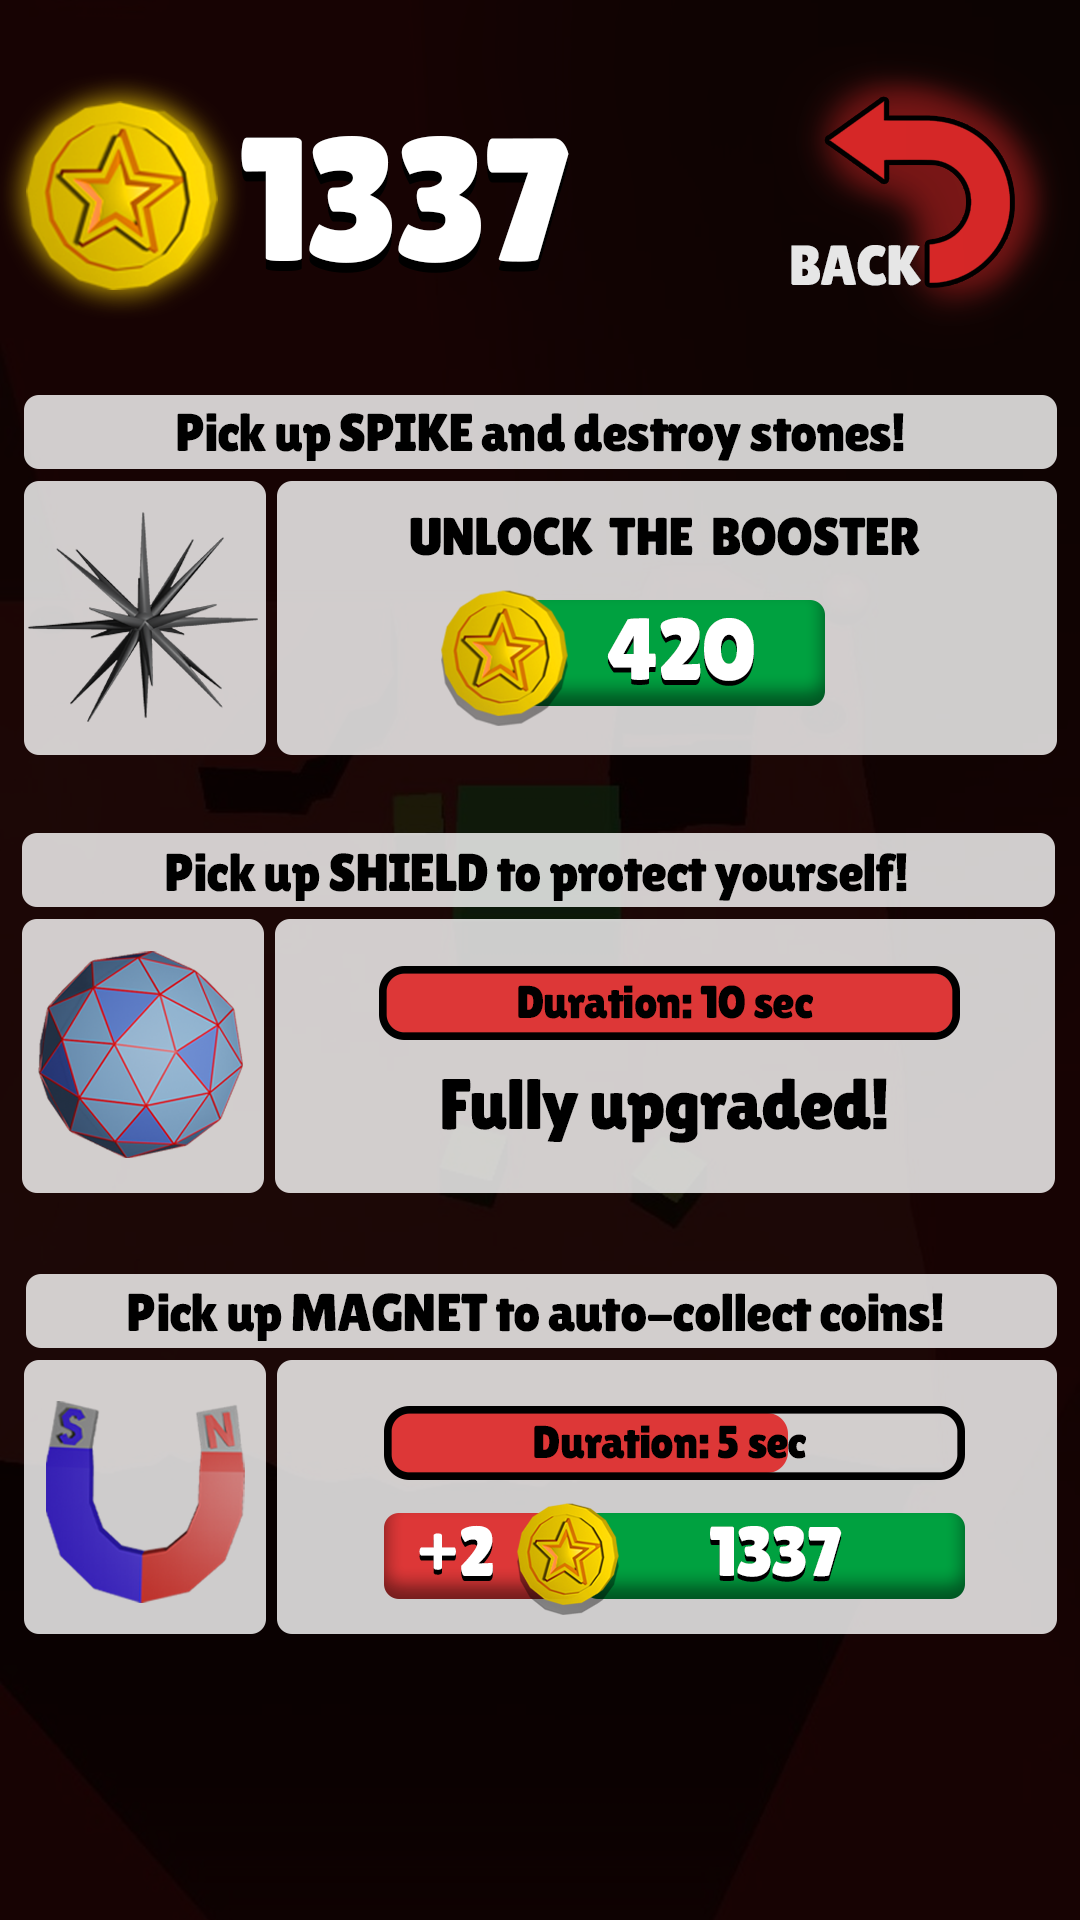 1337
BACK
Pick up SPIKE and destroy stones!
UNLOCK THE BOOSTER
420
Pick up SHIELD to protect yourself!
Duration: 10 sec
Fully upgraded!
Pick up MAGNET to auto-collect coins!
S N
Duration: 5 sec
+2 1337